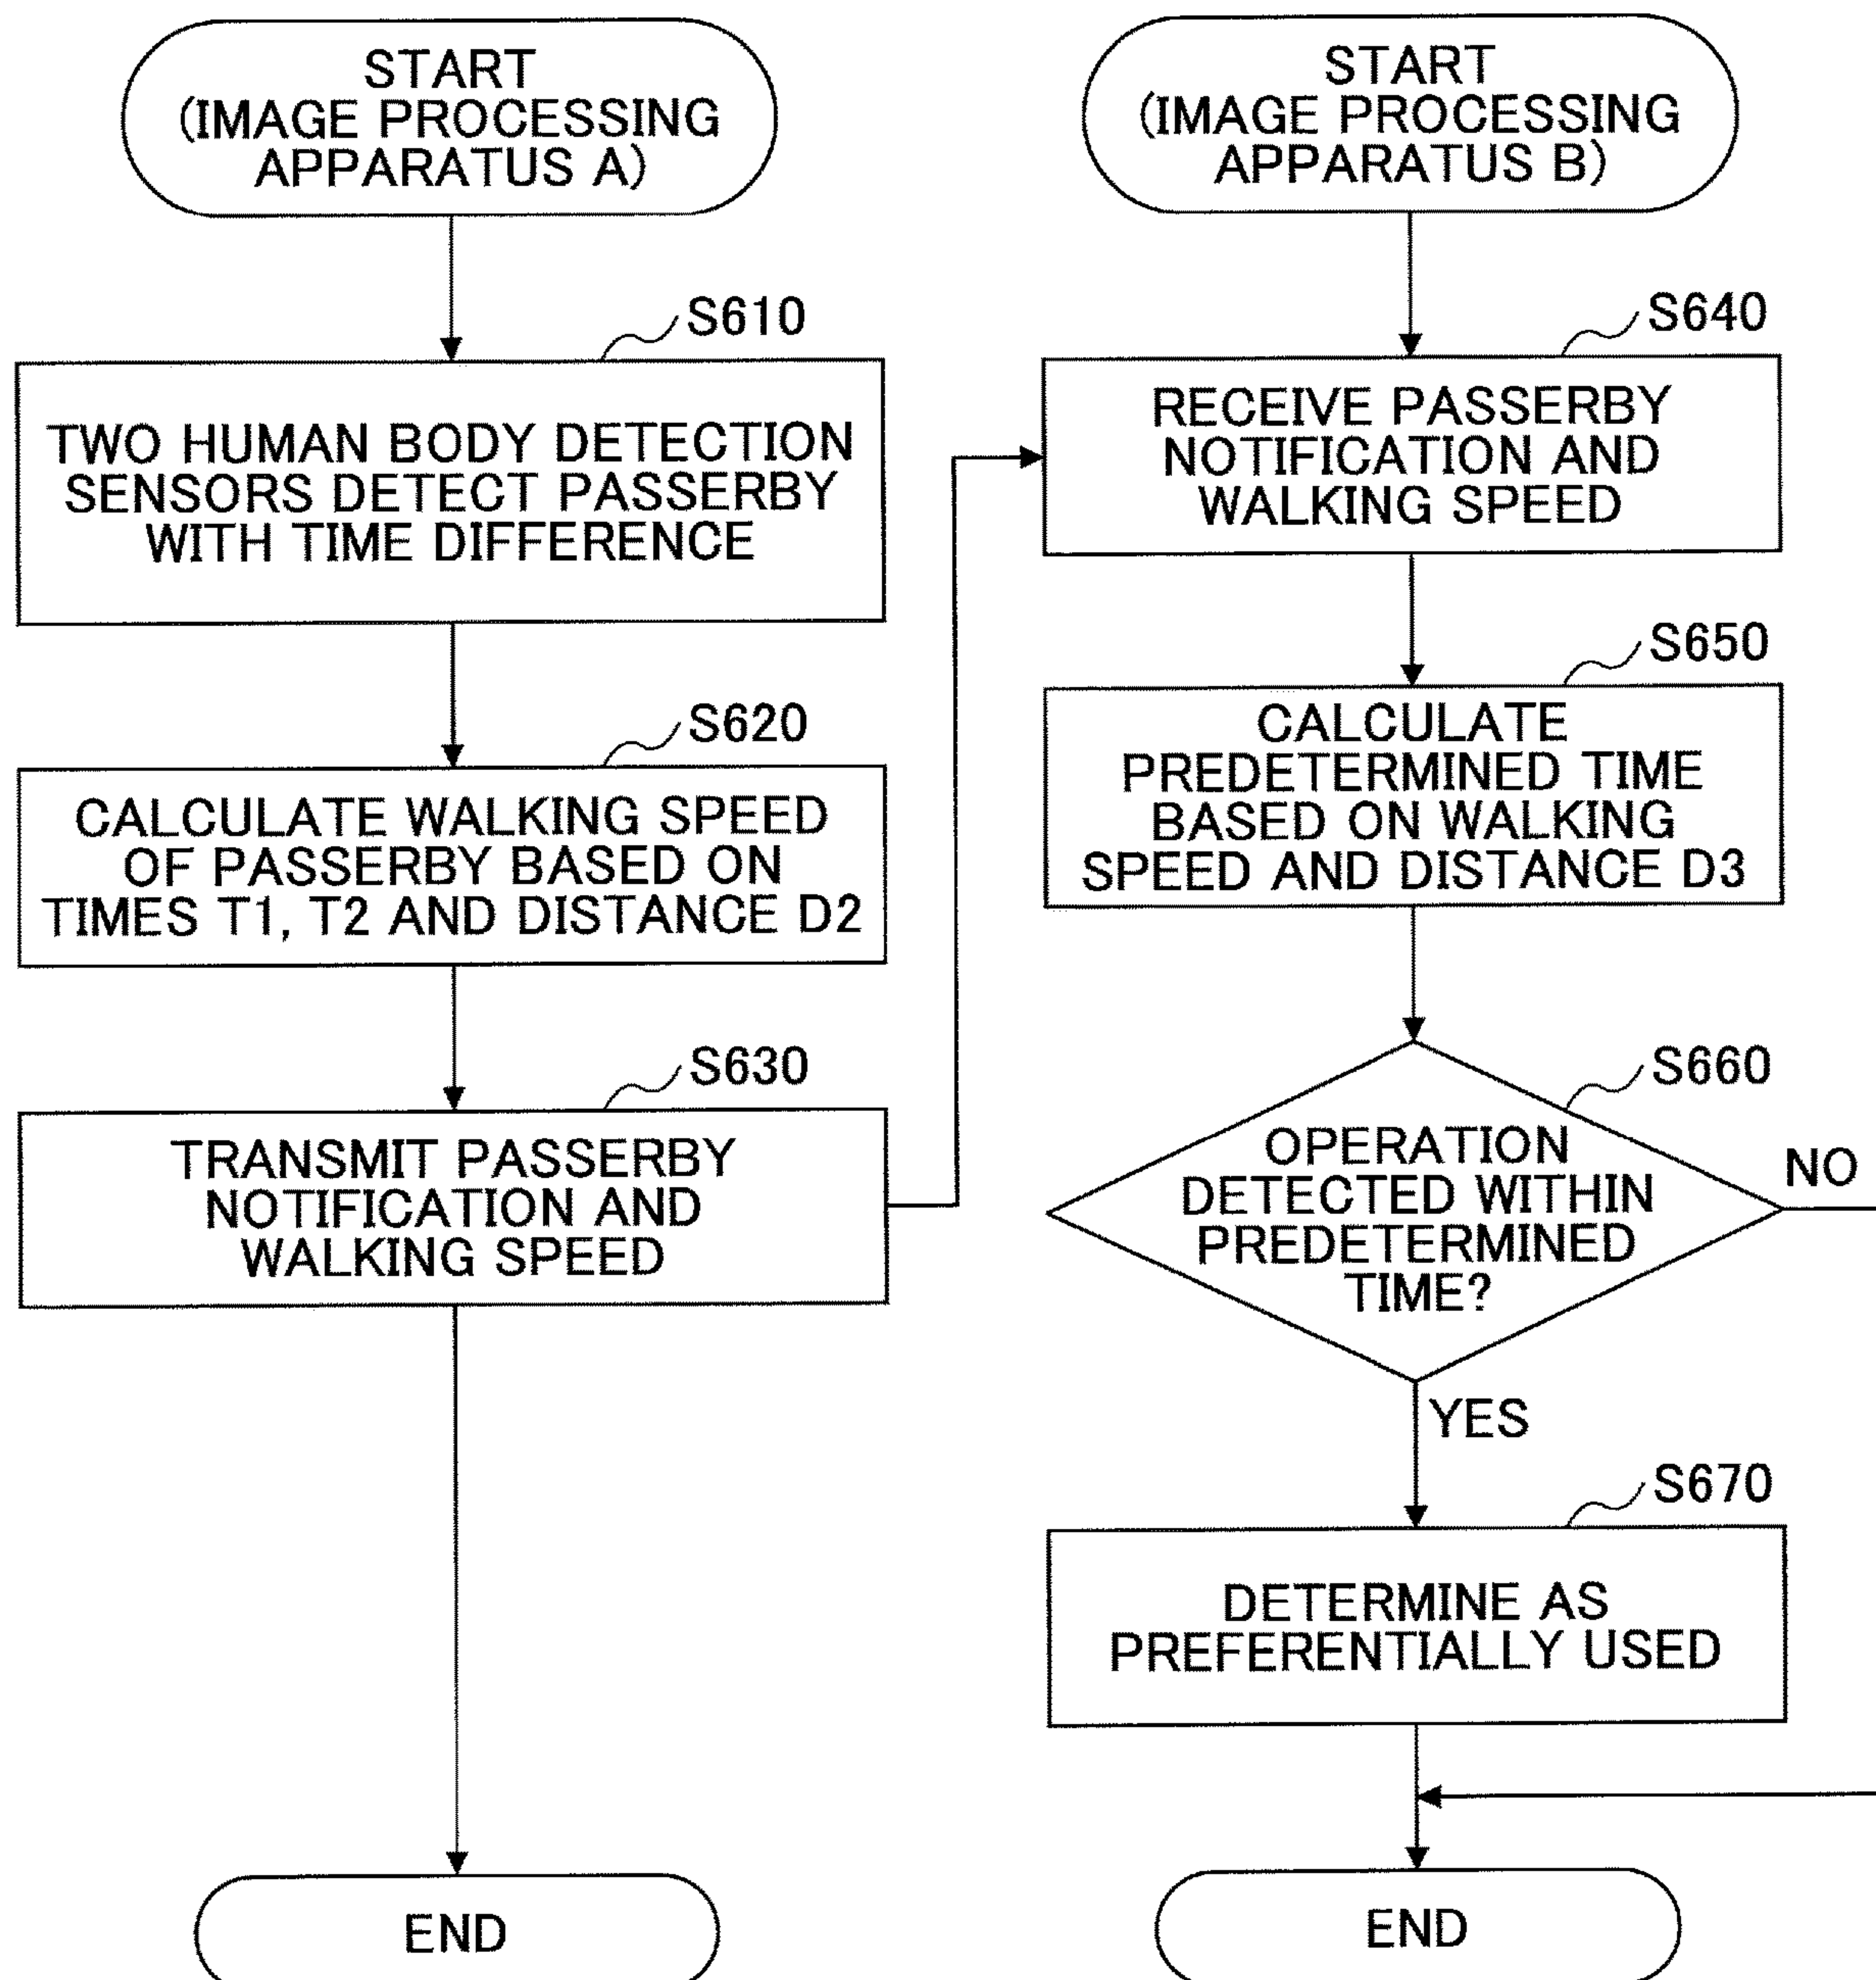 START
(IMAGE PROCESSING
APPARATUS A)
S610
TWO HUMAN BODY DETECTION
SENSORS DETECT PASSERBY
WITH TIME DIFFERENCE
S620
CALCULATE WALKING SPEED
OF PASSERBY BASED ON
TIMES T1, T2 AND DISTANCE D2
S630
TRANSMIT PASSERBY
NOTIFICATION AND
WALKING SPEED
END
START
(IMAGE PROCESSING
APPARATUS B)
S640
RECEIVE PASSERBY
NOTIFICATION AND
WALKING SPEED
S650
CALCULATE
PREDETERMINED TIME
BASED ON WALKING
SPEED AND DISTANCE D3
S660
OPERATION
DETECTED WITHIN
PREDETERMINED
TIME?
NO
YES
S670
DETERMINE AS
PREFERENTIALLY USED
END